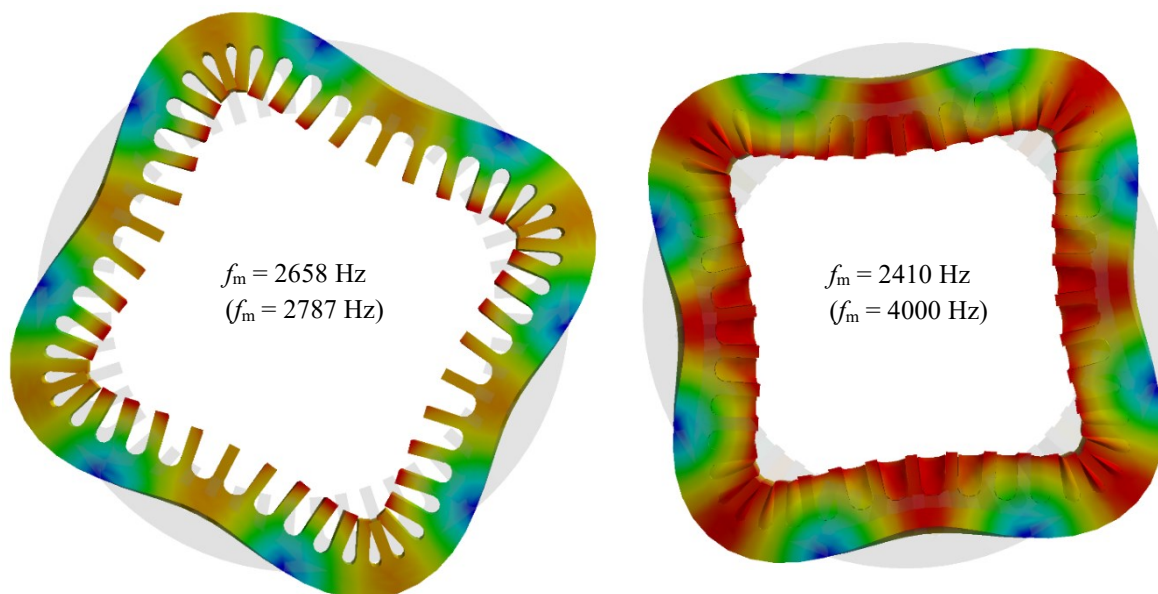 fm = 2658 Hz
(fm = 2787 Hz)
fm = 2410 Hz
(fm = 4000 Hz)